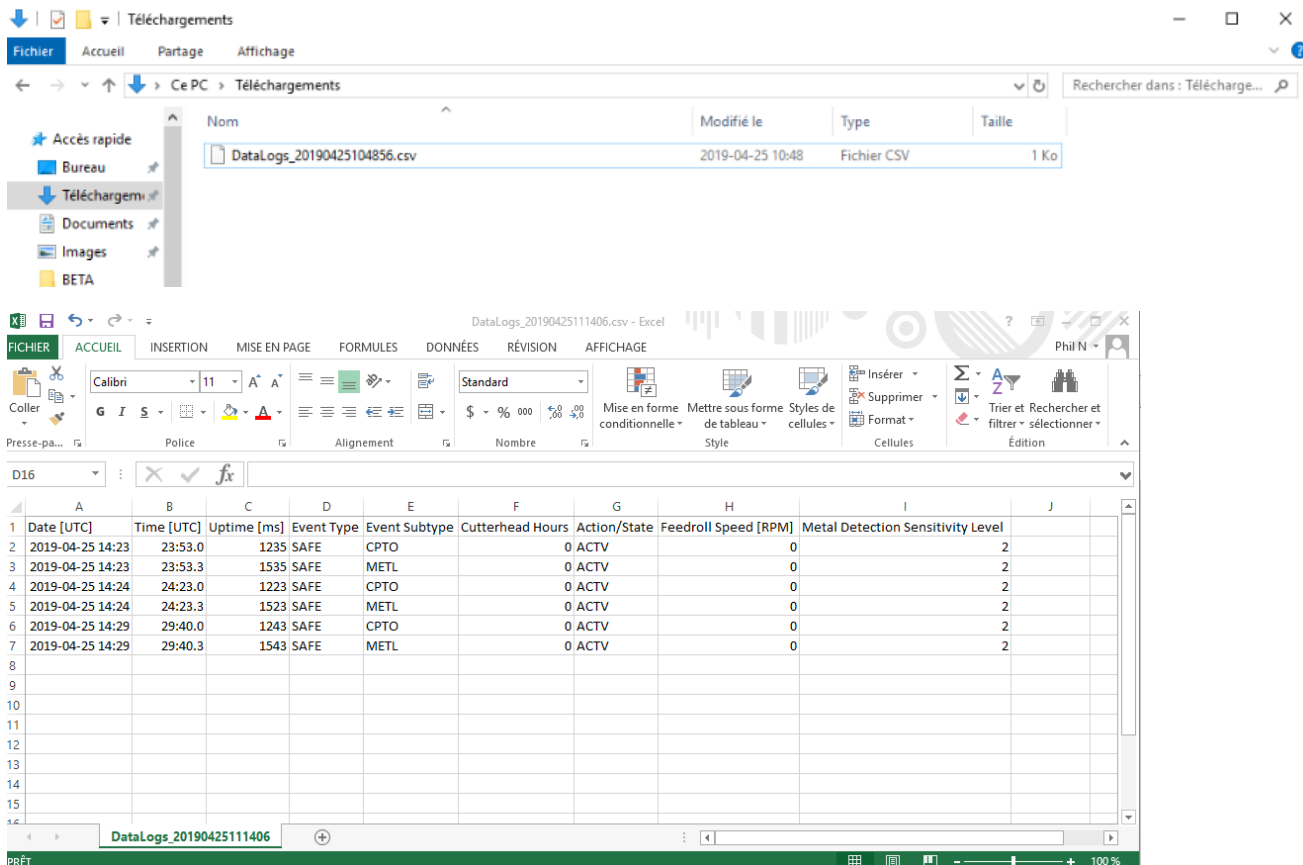 Téléchargements
Fichier Accueil Partage Affichage
Ce PC > Téléchargements Rechercher dans : Télécharge...
Nom Modifié le Type Taille
Accès rapide
DataLogs_20190425104856.csv 2019-04-25 10:48 Fichier CSV 1 Ko
Bureau
Téléchargem
Documents
Images
BETA
DataLogs_20190425111406.csv - Excel
FICHIER ACCUEIL INSERTION MISE EN PAGE FORMULES DONNÉES RÉVISION AFFICHAGE Phil N
Calibri 11 A A Standard Insérer
Coller G I S A $ % 000 Mise en forme conditionnelle Mettre sous forme de tableau Styles de cellules Supprimer Format Trier et filtrer Rechercher et sélectionner
Presse-pa... Police Alignement Nombre Style Cellules Édition
D16 fx
A B C D E F G H I J
1 Date [UTC] Time [UTC] Uptime [ms] Event Type Event Subtype Cutterhead Hours Action/State Feedroll Speed [RPM] Metal Detection Sensitivity Level
2 2019-04-25 14:23 23:53.0 1235 SAFE CPTO 0 ACTV 0 2
3 2019-04-25 14:23 23:53.3 1535 SAFE METL 0 ACTV 0 2
4 2019-04-25 14:24 24:23.0 1223 SAFE CPTO 0 ACTV 0 2
5 2019-04-25 14:24 24:23.3 1523 SAFE METL 0 ACTV 0 2
6 2019-04-25 14:29 29:40.0 1243 SAFE CPTO 0 ACTV 0 2
7 2019-04-25 14:29 29:40.3 1543 SAFE METL 0 ACTV 0 2
8
9
10
11
12
13
14
15
16
DataLogs_20190425111406
PRÊT 100 %